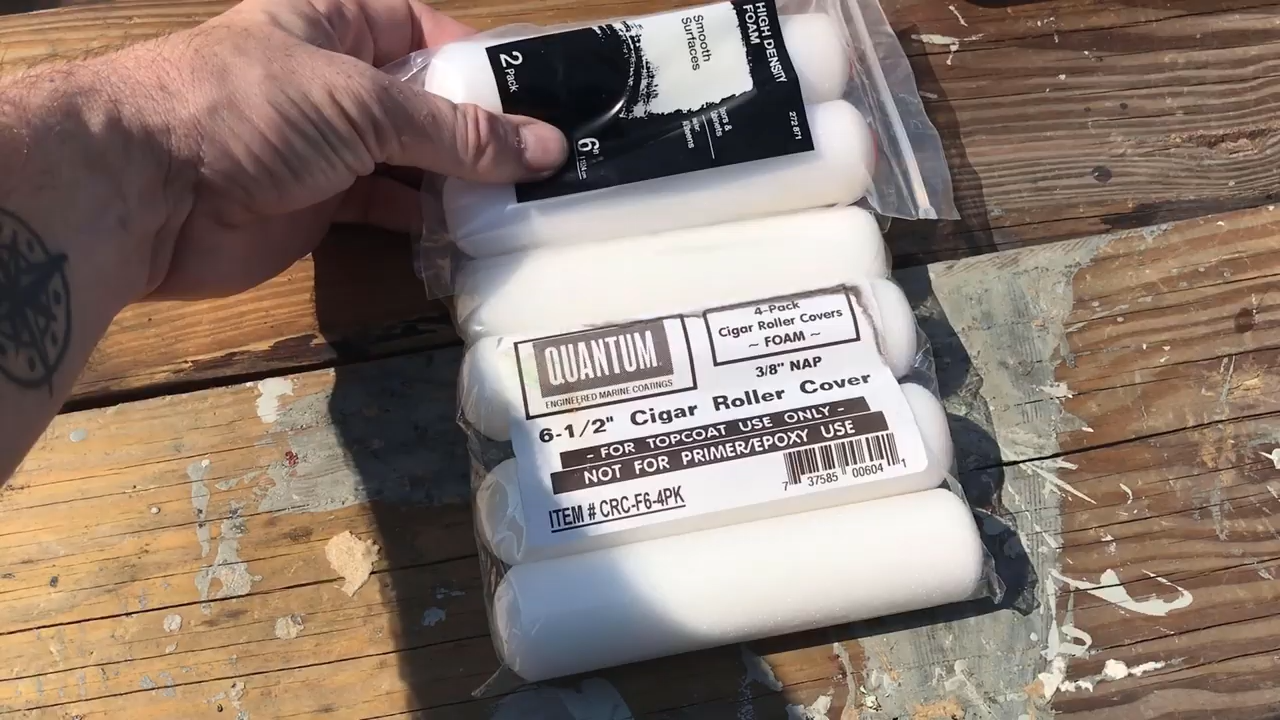 HIGH DENSITY
FOAM
Smooth
Surfaces
2 Pack
6 in
272 871
QUANTUM
ENGINEERED MARINE COATINGS
4-Pack
Cigar Roller Covers
~ FOAM ~
3/8" NAP
6-1/2" Cigar Roller Cover
- FOR TOPCOAT USE ONLY -
NOT FOR PRIMER/EPOXY USE
7 37585 00604 1
ITEM # CRC-F6-4PK